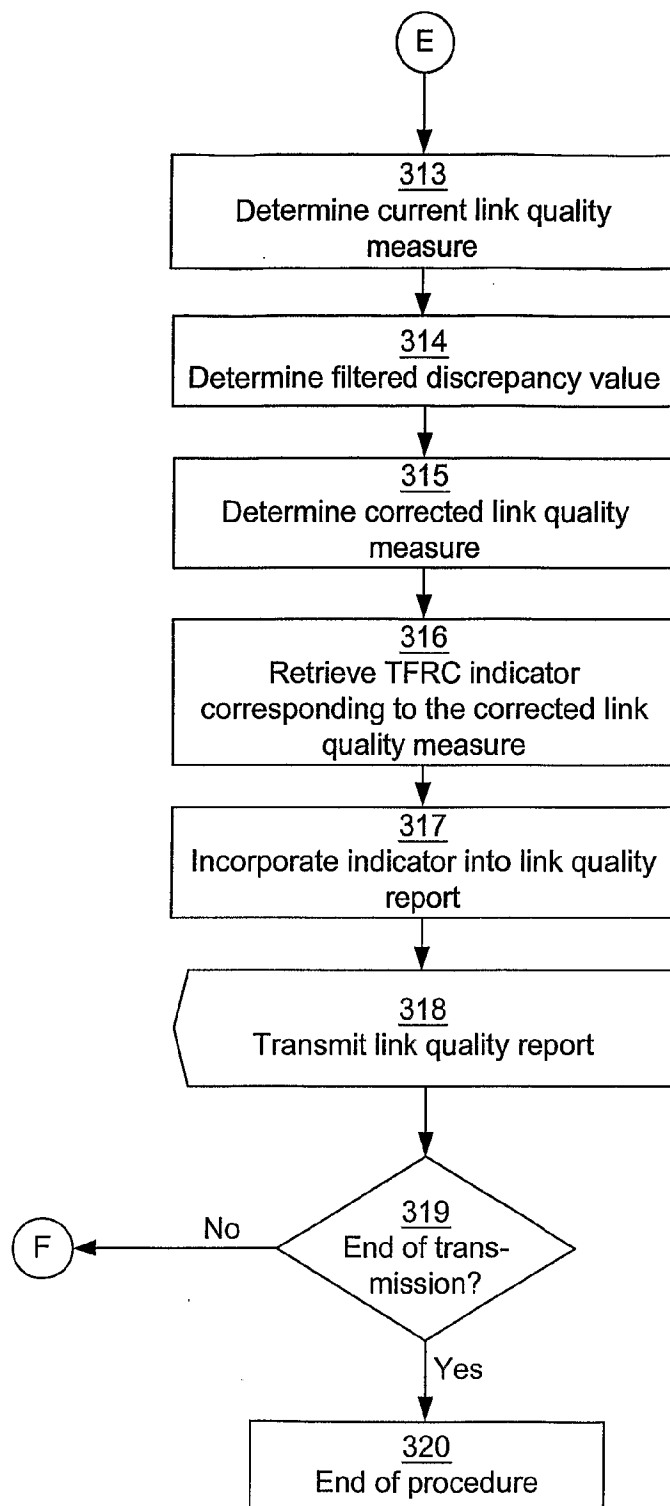 E
313
Determine current link quality
measure
314
Determine filtered discrepancy value
315
Determine corrected link quality
measure
316
Retrieve TFRC indicator
corresponding to the corrected link
quality measure
317
Incorporate indicator into link quality
report
318
Transmit link quality report
319
End of trans-
mission?
No
F
Yes
320
End of procedure